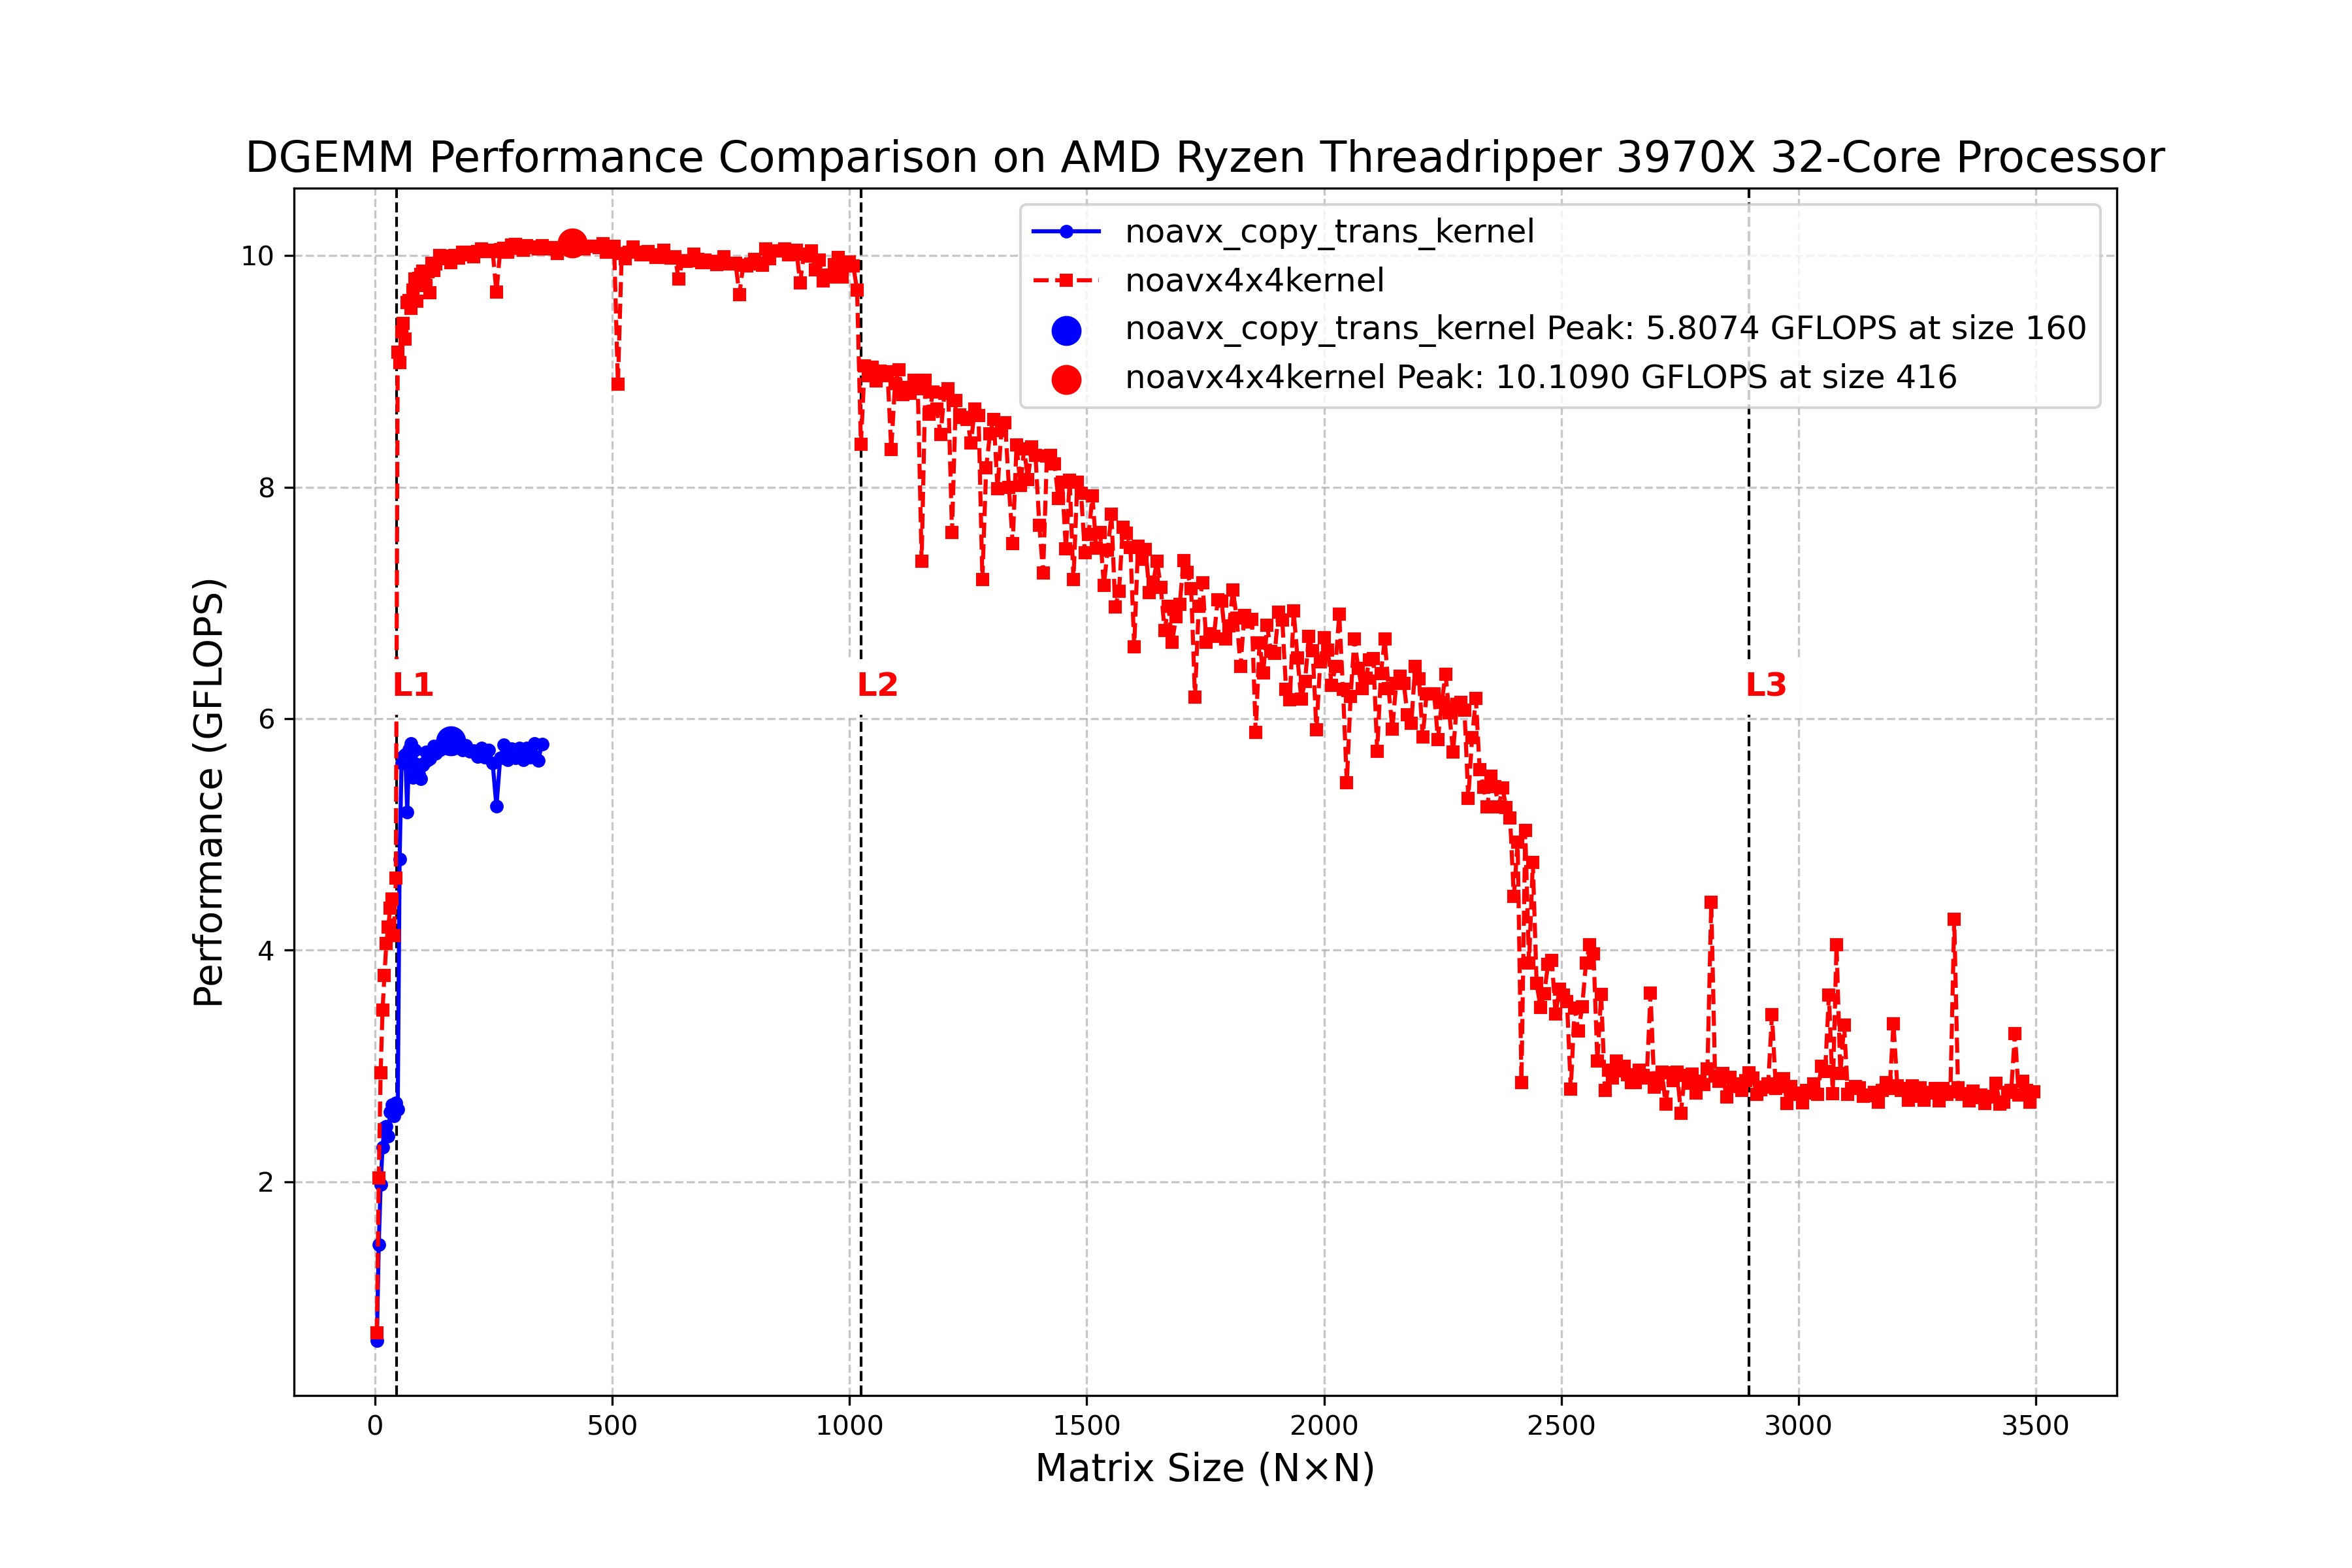 DGEMM Performance Comparison on AMD Ryzen Threadripper 3970X 32-Core Processor
noavx_copy_trans_kernel
noavx4x4kernel
noavx_copy_trans_kernel Peak: 5.8074 GFLOPS at size 160
noavx4x4kernel Peak: 10.1090 GFLOPS at size 416
Performance (GFLOPS)
10
8
6
4
2
L1
L2
L3
0
500
1000
1500
2000
2500
3000
3500
Matrix Size (N×N)